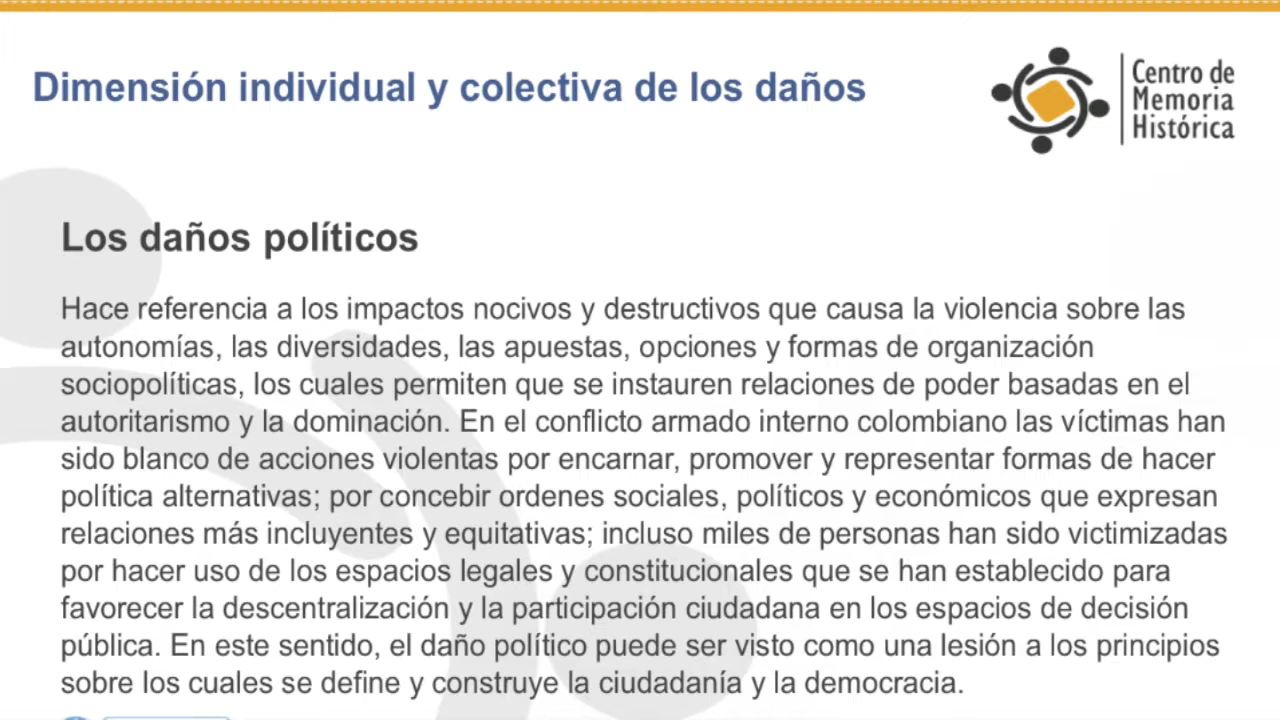 Dimensión individual y colectiva de los daños
Centro de
Memoria
Histórica
Los daños políticos
Hace referencia a los impactos nocivos y destructivos que causa la violencia sobre las
autonomías, las diversidades, las apuestas, opciones y formas de organización
sociopolíticas, los cuales permiten que se instauren relaciones de poder basadas en el
autoritarismo y la dominación. En el conflicto armado interno colombiano las víctimas han
sido blanco de acciones violentas por encarnar, promover y representar formas de hacer
política alternativas; por concebir ordenes sociales, políticos y económicos que expresan
relaciones más incluyentes y equitativas; incluso miles de personas han sido victimizadas
por hacer uso de los espacios legales y constitucionales que se han establecido para
favorecer la descentralización y la participación ciudadana en los espacios de decisión
pública. En este sentido, el daño político puede ser visto como una lesión a los principios
sobre los cuales se define y construye la ciudadanía y la democracia.